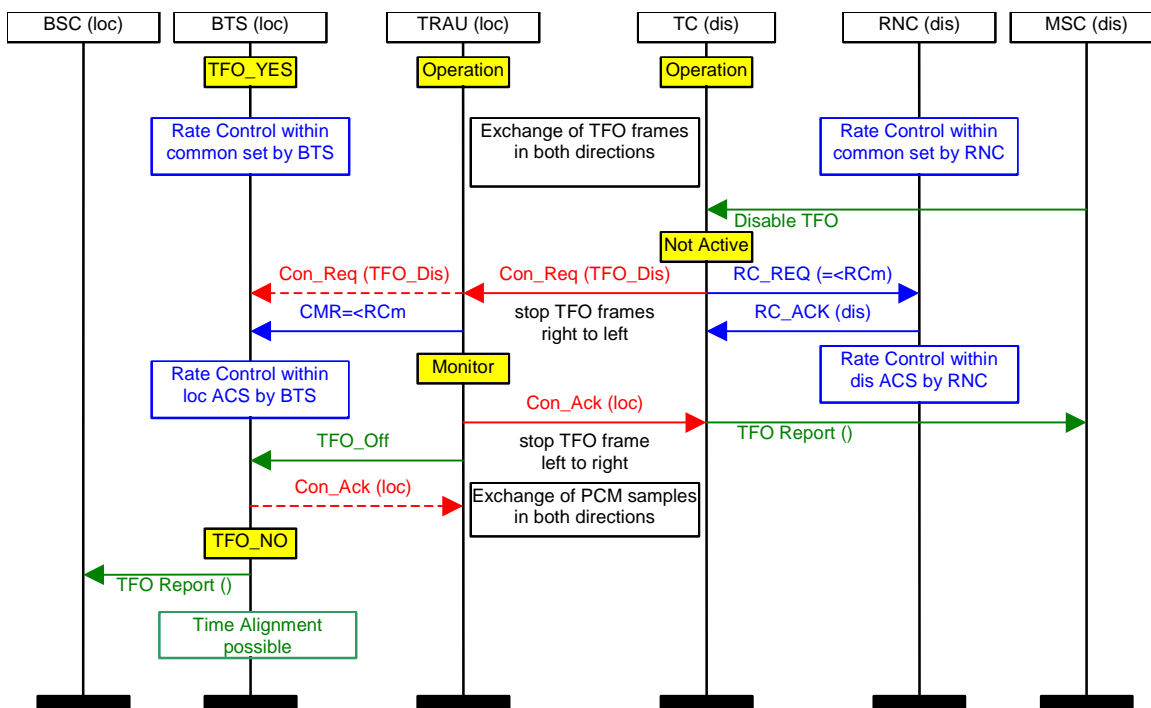 BSC (loc)
BTS (loc)
TRAU (loc)
TC (dis)
RNC (dis)
MSC (dis)
TFO_YES
Operation
Operation
Rate Control within
common set by BTS
Exchange of TFO frames
in both directions
Rate Control within
common set by RNC
Disable TFO
Not Active
Con_Req (TFO_Dis)
Con_Req (TFO_Dis)
RC_REQ (=<RCm)
CMR=<RCm
stop TFO frames
right to left
RC_ACK (dis)
Monitor
Rate Control within
loc ACS by BTS
Rate Control within
dis ACS by RNC
Con_Ack (loc)
TFO Report ()
TFO_Off
stop TFO frame
left to right
Con_Ack (loc)
Exchange of PCM samples
in both directions
TFO_NO
TFO Report ()
Time Alignment
possible